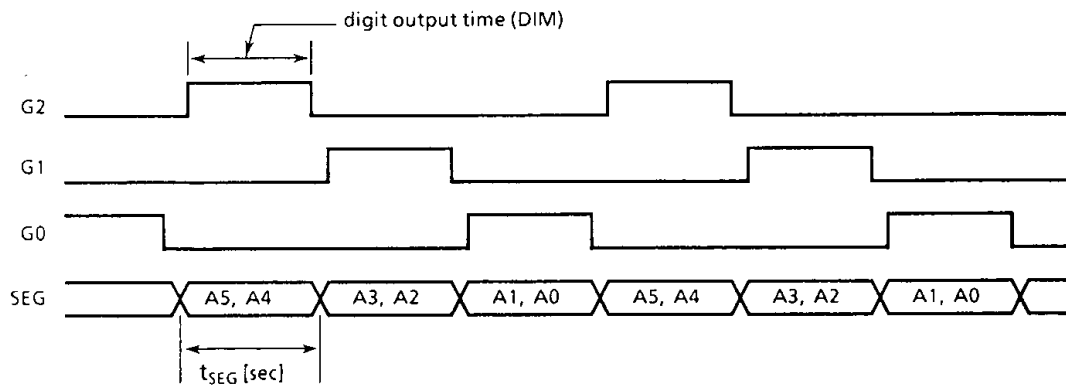 digit output time (DIM)
G2
G1
G0
SEG
A5, A4
A3, A2
A1, A0
A5, A4
A3, A2
A1, A0
tSEG [sec]